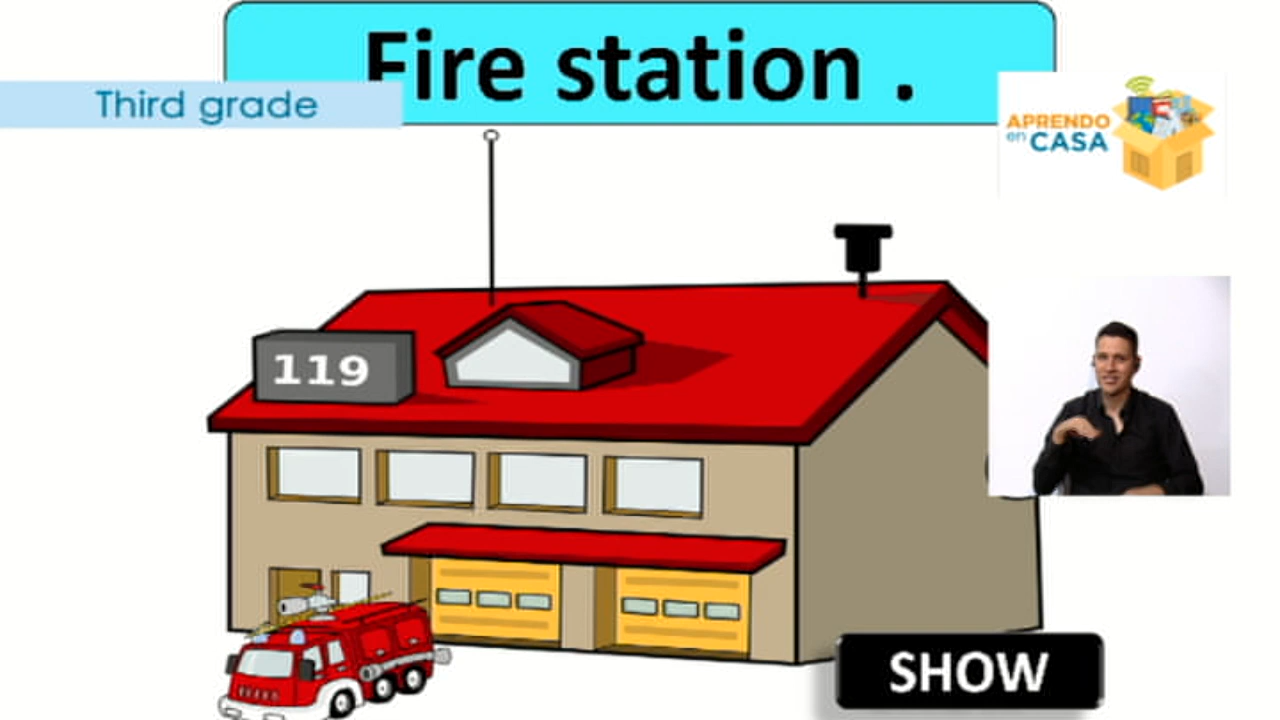 Fire station .
Third grade
APRENDO
en CASA
119
SHOW